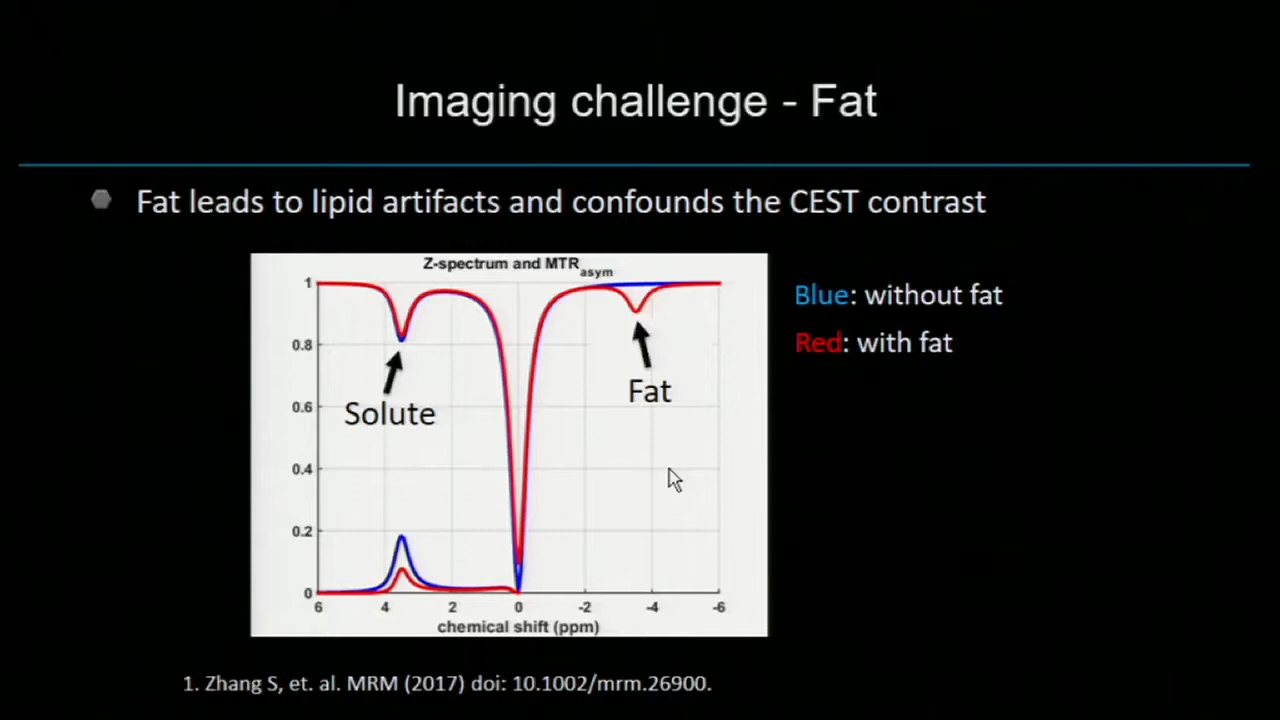 Imaging challenge - Fat
Fat leads to lipid artifacts and confounds the CEST contrast
Z-spectrum and MTRasym
1
0.8
0.6
0.4
0.2
0
6
4
2
0
-2
-4
-6
chemical shift (ppm)
Solute
Fat
Blue: without fat
Red: with fat
1. Zhang S, et. al. MRM (2017) doi: 10.1002/mrm.26900.